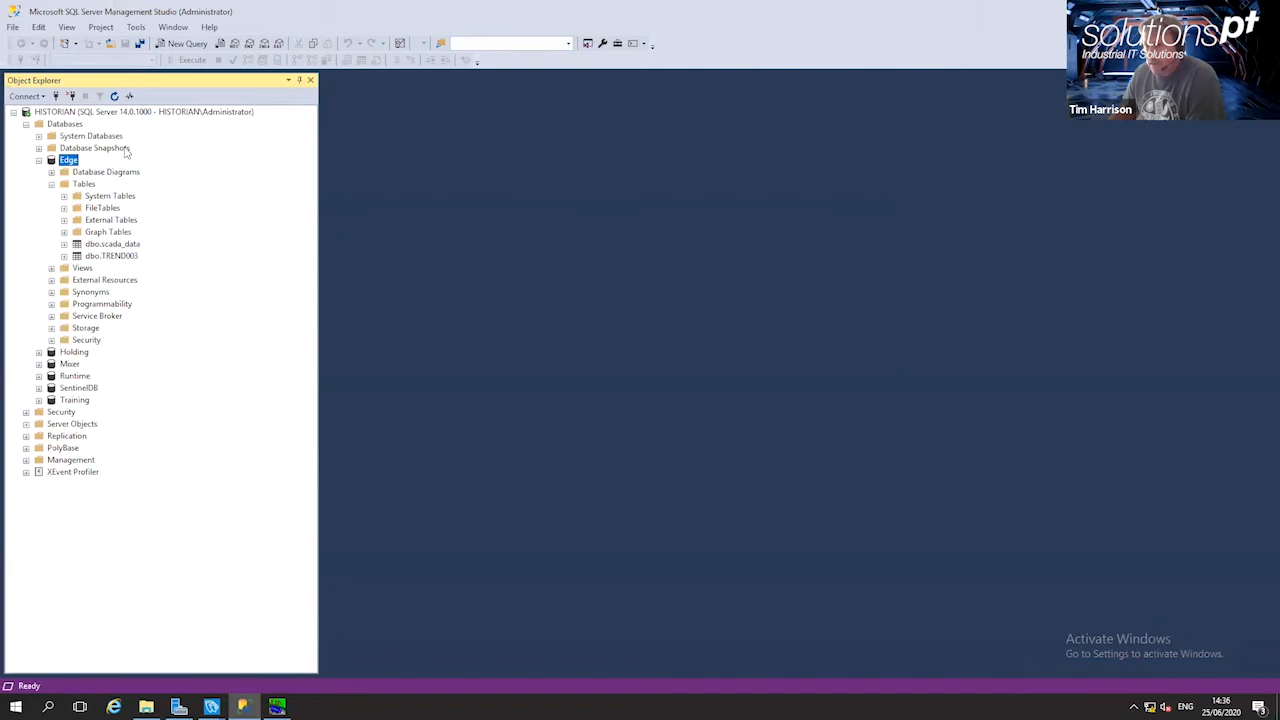 Microsoft SQL Server Management Studio (Administrator)
File Edit View Project Tools Window Help
New Query
Execute
Object Explorer
Connect
HISTORIAN (SQL Server 14.0.1000 - HISTORIAN\Administrator)
Databases
System Databases
Database Snapshots
Edge
Database Diagrams
Tables
System Tables
FileTables
External Tables
Graph Tables
dbo.scada_data
dbo.TREND003
Views
External Resources
Synonyms
Programmability
Service Broker
Storage
Security
Holding
Mixer
Runtime
SentinelDB
Training
Security
Server Objects
Replication
PolyBase
Management
XEvent Profiler
solutionspt
Industrial IT Solutions
Tim Harrison
Activate Windows
Go to Settings to activate Windows.
Ready
ENG
14:36
25/06/2020
3